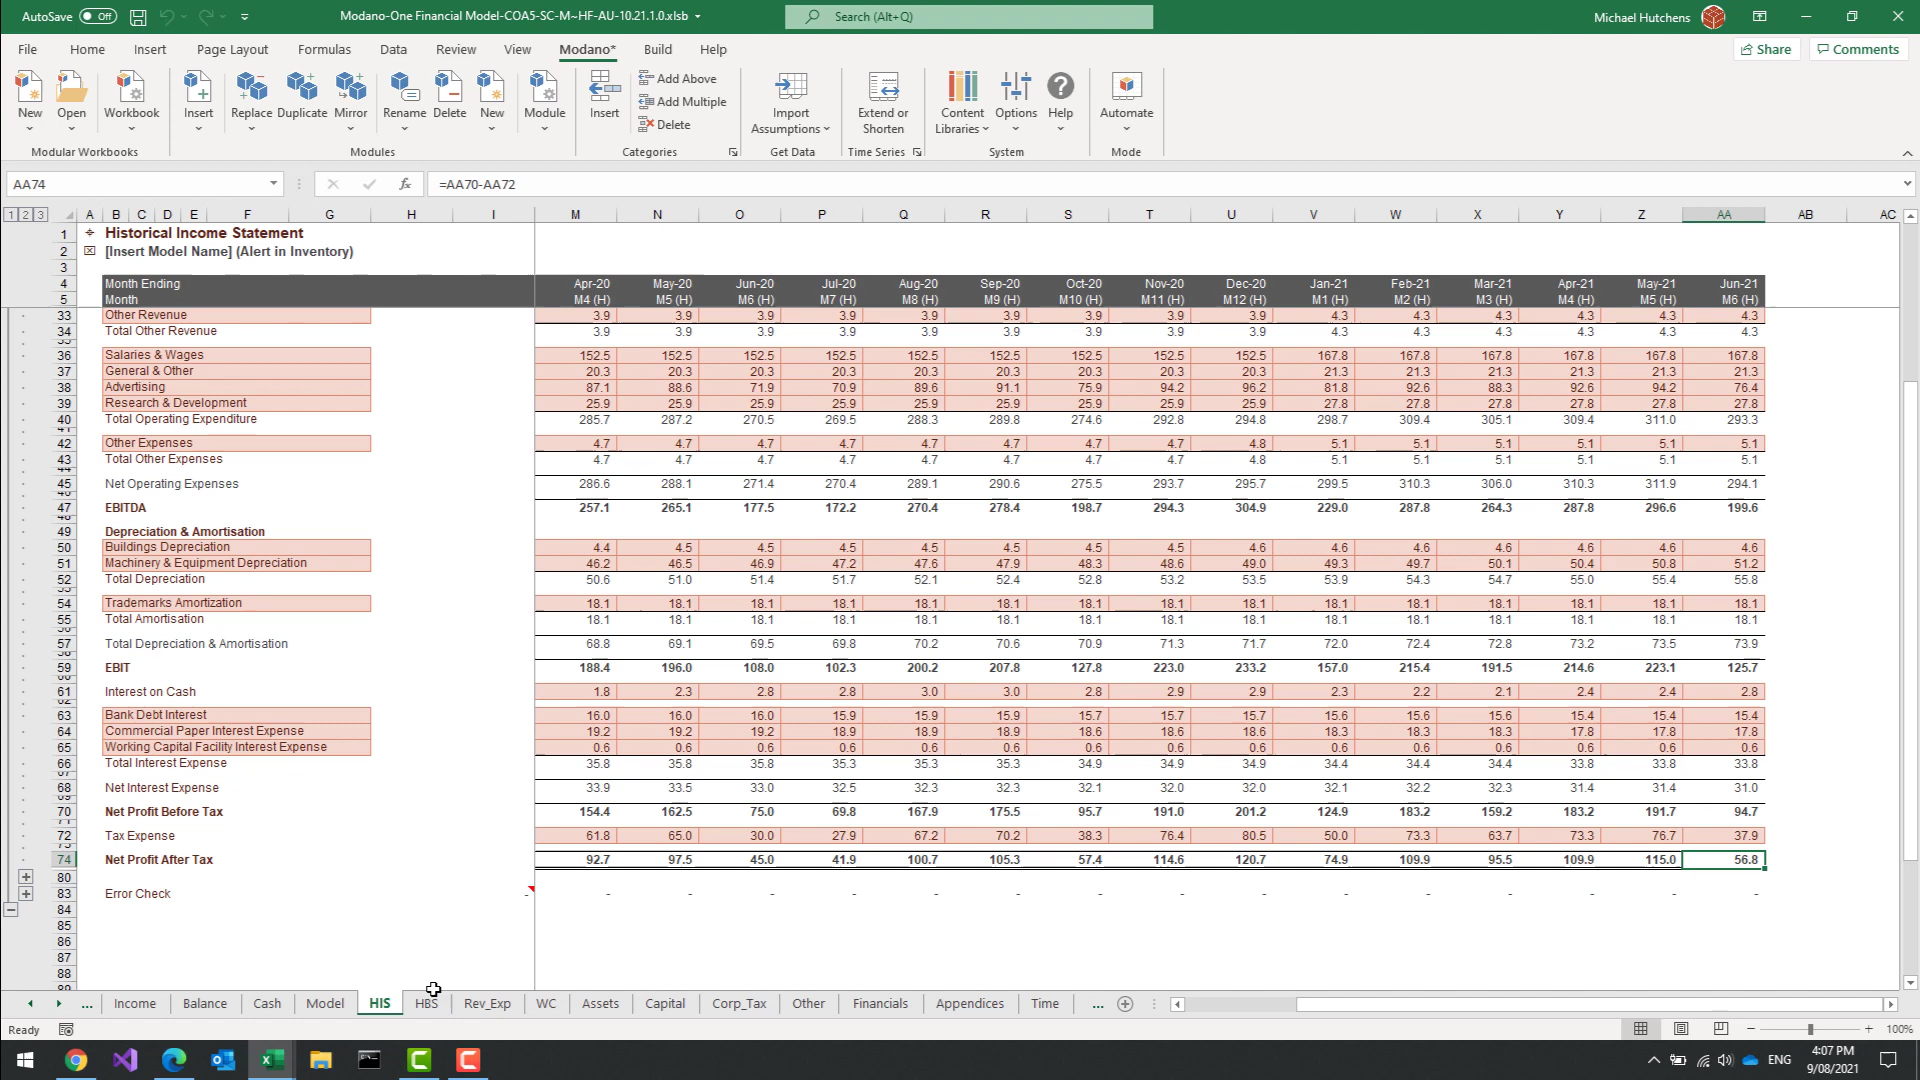 AutoSave Off Modano-One Financial Model-COA5-SC-M~HF-AU-10.21.1.0.xlsb Search (Alt+Q) Michael Hutchens
File Home Insert Page Layout Formulas Data Review View Modano* Build Help Share Comments
New Open Workbook Insert Replace Duplicate Mirror Rename Delete New Module Insert Add Above Add Multiple Delete Import Assumptions Extend or Shorten Content Libraries Options Help Automate
Modular Workbooks Modules Categories Get Data Time Series System Mode
AA74 fx =AA70-AA72
1 2 3 A B C D E F G H I M N O P Q R S T U V W X Y Z AA AB AC
1 Historical Income Statement
2 [Insert Model Name] (Alert in Inventory)
3
4 Month Ending Apr-20 May-20 Jun-20 Jul-20 Aug-20 Sep-20 Oct-20 Nov-20 Dec-20 Jan-21 Feb-21 Mar-21 Apr-21 May-21 Jun-21
5 Month M4 (H) M5 (H) M6 (H) M7 (H) M8 (H) M9 (H) M10 (H) M11 (H) M12 (H) M1 (H) M2 (H) M3 (H) M4 (H) M5 (H) M6 (H)
33 Other Revenue 3.9 3.9 3.9 3.9 3.9 3.9 3.9 3.9 3.9 4.3 4.3 4.3 4.3 4.3 4.3
34 Total Other Revenue 3.9 3.9 3.9 3.9 3.9 3.9 3.9 3.9 3.9 4.3 4.3 4.3 4.3 4.3 4.3
36 Salaries & Wages 152.5 152.5 152.5 152.5 152.5 152.5 152.5 152.5 152.5 167.8 167.8 167.8 167.8 167.8 167.8
37 General & Other 20.3 20.3 20.3 20.3 20.3 20.3 20.3 20.3 20.3 21.3 21.3 21.3 21.3 21.3 21.3
38 Advertising 87.1 88.6 71.9 70.9 89.6 91.1 75.9 94.2 96.2 81.8 92.6 88.3 92.6 94.2 76.4
39 Research & Development 25.9 25.9 25.9 25.9 25.9 25.9 25.9 25.9 25.9 27.8 27.8 27.8 27.8 27.8 27.8
40 Total Operating Expenditure 285.7 287.2 270.5 269.5 288.3 289.8 274.6 292.8 294.8 298.7 309.4 305.1 309.4 311.0 293.3
42 Other Expenses 4.7 4.7 4.7 4.7 4.7 4.7 4.7 4.7 4.8 5.1 5.1 5.1 5.1 5.1 5.1
43 Total Other Expenses 4.7 4.7 4.7 4.7 4.7 4.7 4.7 4.7 4.8 5.1 5.1 5.1 5.1 5.1 5.1
45 Net Operating Expenses 286.6 288.1 271.4 270.4 289.1 290.6 275.5 293.7 295.7 299.5 310.3 306.0 310.3 311.9 294.1
47 EBITDA 257.1 265.1 177.5 172.2 270.4 278.4 198.7 294.3 304.9 229.0 287.8 264.3 287.8 296.6 199.6
49 Depreciation & Amortisation
50 Buildings Depreciation 4.4 4.5 4.5 4.5 4.5 4.5 4.5 4.5 4.6 4.6 4.6 4.6 4.6 4.6 4.6
51 Machinery & Equipment Depreciation 46.2 46.5 46.9 47.2 47.6 47.9 48.3 48.6 49.0 49.3 49.7 50.1 50.4 50.8 51.2
52 Total Depreciation 50.6 51.0 51.4 51.7 52.1 52.4 52.8 53.2 53.5 53.9 54.3 54.7 55.0 55.4 55.8
54 Trademarks Amortization 18.1 18.1 18.1 18.1 18.1 18.1 18.1 18.1 18.1 18.1 18.1 18.1 18.1 18.1 18.1
55 Total Amortisation 18.1 18.1 18.1 18.1 18.1 18.1 18.1 18.1 18.1 18.1 18.1 18.1 18.1 18.1 18.1
57 Total Depreciation & Amortisation 68.8 69.1 69.5 69.8 70.2 70.6 70.9 71.3 71.7 72.0 72.4 72.8 73.2 73.5 73.9
59 EBIT 188.4 196.0 108.0 102.3 200.2 207.8 127.8 223.0 233.2 157.0 215.4 191.5 214.6 223.1 125.7
61 Interest on Cash 1.8 2.3 2.8 2.8 3.0 3.0 2.8 2.9 2.9 2.3 2.2 2.1 2.4 2.4 2.8
63 Bank Debt Interest 16.0 16.0 16.0 15.9 15.9 15.9 15.7 15.7 15.7 15.6 15.6 15.6 15.4 15.4 15.4
64 Commercial Paper Interest Expense 19.2 19.2 19.2 18.9 18.9 18.9 18.6 18.6 18.6 18.3 18.3 18.3 17.8 17.8 17.8
65 Working Capital Facility Interest Expense 0.6 0.6 0.6 0.6 0.6 0.6 0.6 0.6 0.6 0.6 0.6 0.6 0.6 0.6 0.6
66 Total Interest Expense 35.8 35.8 35.8 35.3 35.3 35.3 34.9 34.9 34.9 34.4 34.4 34.4 33.8 33.8 33.8
68 Net Interest Expense 33.9 33.5 33.0 32.5 32.3 32.3 32.1 32.0 32.0 32.1 32.2 32.3 31.4 31.4 31.0
70 Net Profit Before Tax 154.4 162.5 75.0 69.8 167.9 175.5 95.7 191.0 201.2 124.9 183.2 159.2 183.2 191.7 94.7
72 Tax Expense 61.8 65.0 30.0 27.9 67.2 70.2 38.3 76.4 80.5 50.0 73.3 63.7 73.3 76.7 37.9
74 Net Profit After Tax 92.7 97.5 45.0 41.9 100.7 105.3 57.4 114.6 120.7 74.9 109.9 95.5 109.9 115.0 56.8
80
83 Error Check - - - - - - - - - - - - - - - -
84
85
86
87
88
89
... Income Balance Cash Model HIS HBS Rev_Exp WC Assets Capital Corp_Tax Other Financials Appendices Time ...
Ready 100%
ENG 4:07 PM
9/08/2021